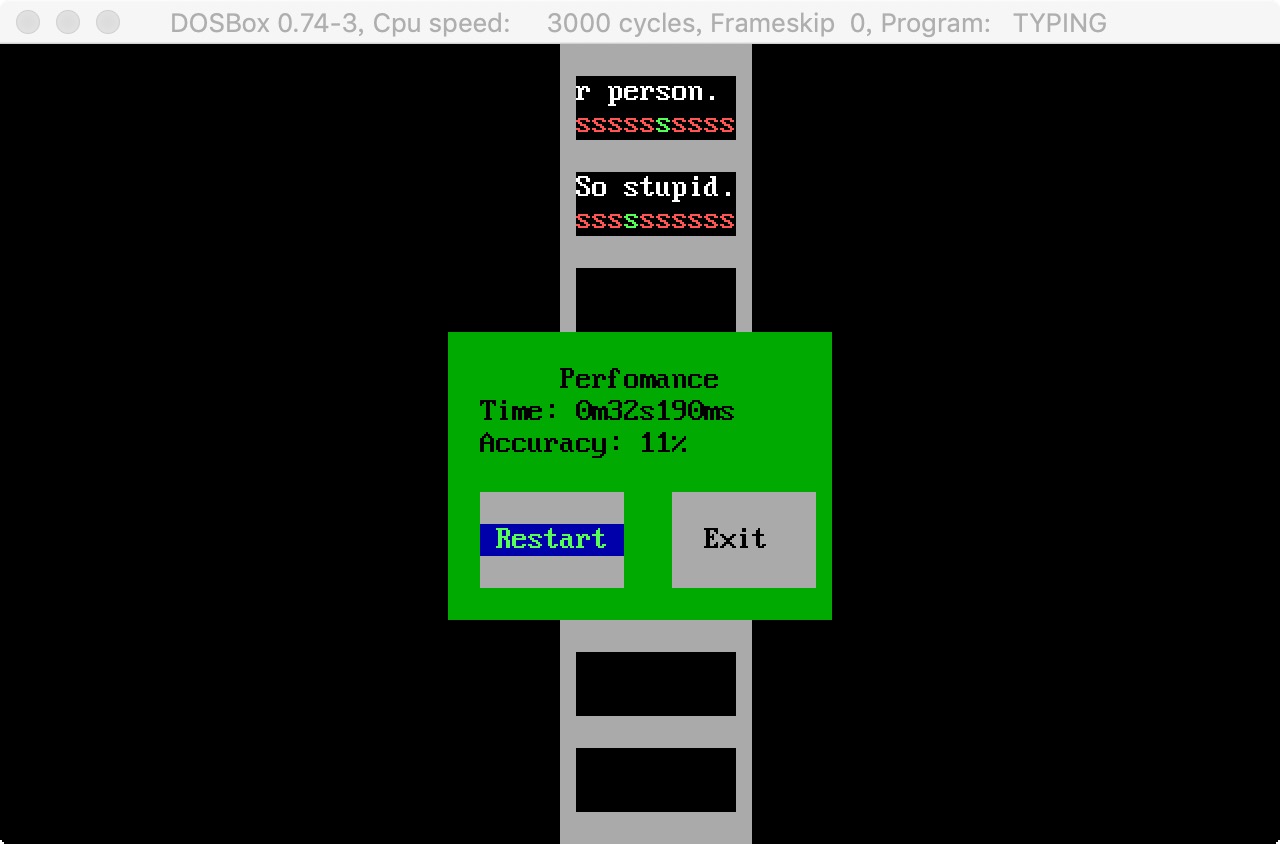 DOSBox 0.74-3, Cpu speed: 3000 cycles, Frameskip 0, Program: TYPING
r person.
ssssssssss
So stupid.
ssssssssss
Perfomance
Time: 0m32s190ms
Accuracy: 11%
Restart Exit